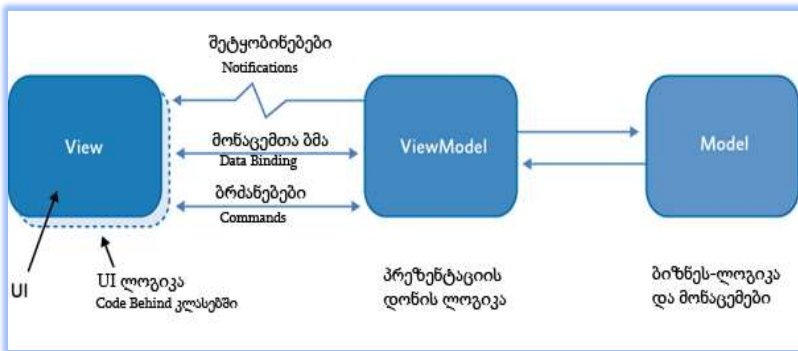 შეტყობინებები
Notifications
View
მონაცემთა ბმა
Data Binding
ViewModel
Model
ბრძანებები
Commands
UI
UI ლოგიკა
Code Behind კლასებში
პრეზენტაციის
დონის ლოგიკა
ბიზნეს-ლოგიკა
და მონაცემები